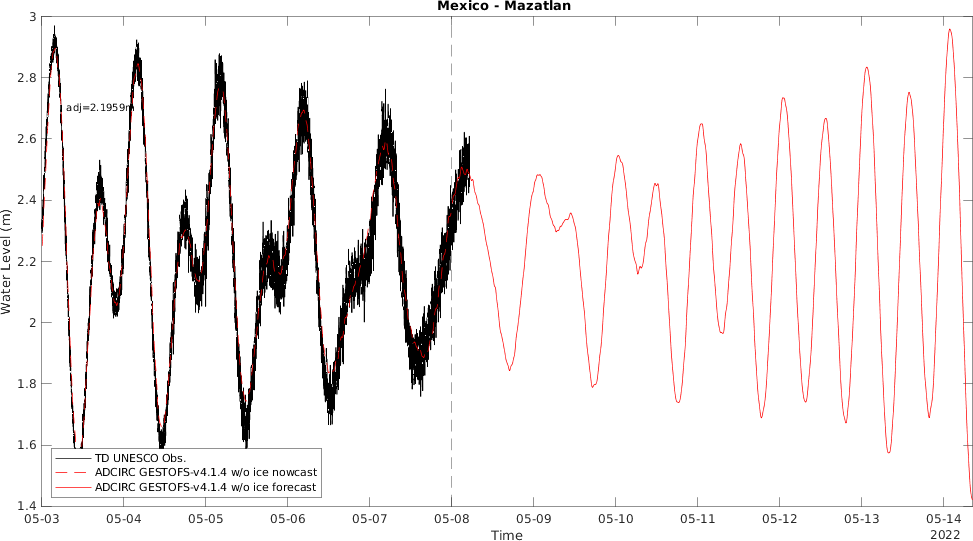 Mexico - Mazatlan
3
2.8
2.6
2.4
2.2
2
1.8
1.6
1.4
Water Level (m)
adj=2.1959m
TD UNESCO Obs.
ADCIRC GESTOFS-v4.1.4 w/o ice nowcast
ADCIRC GESTOFS-v4.1.4 w/o ice forecast
05-03 05-04 05-05 05-06 05-07 05-08 05-09 05-10 05-11 05-12 05-13 05-14
Time
2022